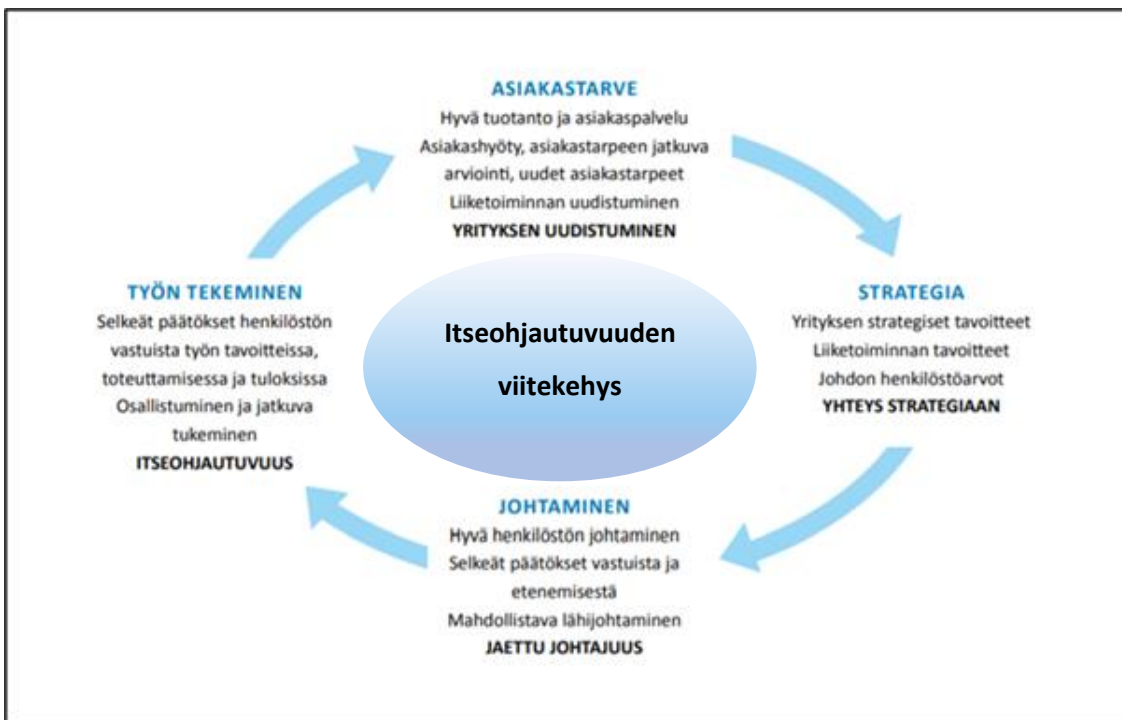 ASIAKASTARVE
Hyvä tuotanto ja asiakaspalvelu
Asiakashyöty, asiakastarpeen jatkuva
arviointi, uudet asiakastarpeet
Liiketoiminnan uudistuminen
YRITYKSEN UUDISTUMINEN
TYÖN TEKEMINEN
Selkeät päätökset henkilöstön
vastuista työn tavoitteissa,
toteuttamisessa ja tuloksissa
Osallistuminen ja jatkuva
tukeminen
ITSEOHJAUTUVUUS
Itseohjautuvuuden
viitekehys
STRATEGIA
Yrityksen strategiset tavoitteet
Liiketoiminnan tavoitteet
Johdon henkilöstöarvot
YHTEYS STRATEGIAAN
JOHTAMINEN
Hyvä henkilöstön johtaminen
Selkeät päätökset vastuista ja
etenemisestä
Mahdollistava lähijohtaminen
JAETTU JOHTAJUUS